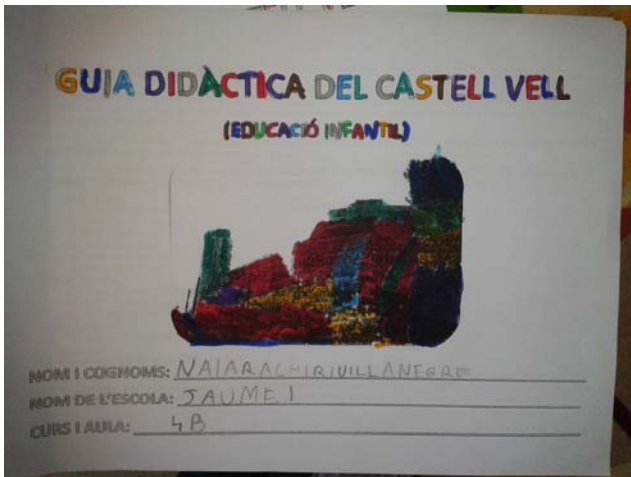 GUIA DIDÀCTICA DEL CASTELL VELL
(EDUCACIÓ INFANTIL)
NOM I COGNOMS: NAIARA
NOM DE L'ESCOLA: JAUME I
CURS I AULA: 4B